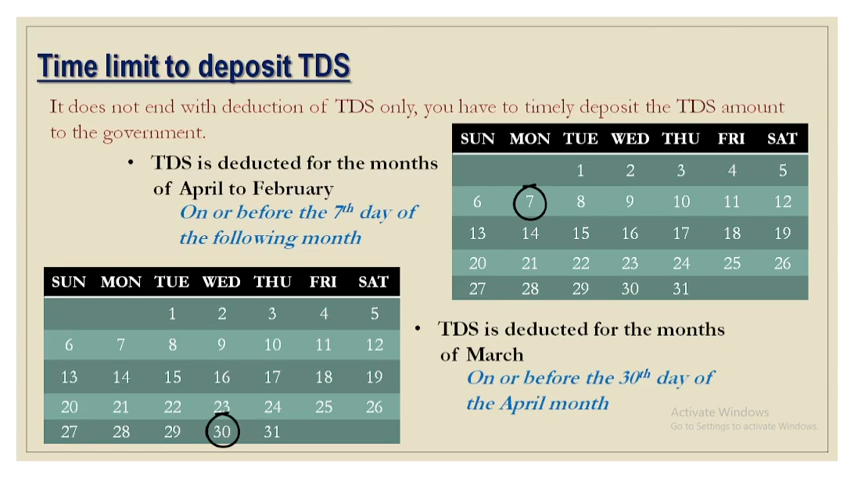 Time limit to deposit TDS
It does not end with deduction of TDS only, you have to timely deposit the TDS amount
to the government.
• TDS is deducted for the months
of April to February
On or before the 7th day of
the following month
SUN MON TUE WED THU FRI SAT
1 2 3 4 5
6 7 8 9 10 11 12
13 14 15 16 17 18 19
20 21 22 23 24 25 26
27 28 29 30 31
SUN MON TUE WED THU FRI SAT
1 2 3 4 5
6 7 8 9 10 11 12
13 14 15 16 17 18 19
20 21 22 23 24 25 26
27 28 29 30 31
• TDS is deducted for the months
of March
On or before the 30th day of
the April month
Activate Windows
Go to Settings to activate Windows.